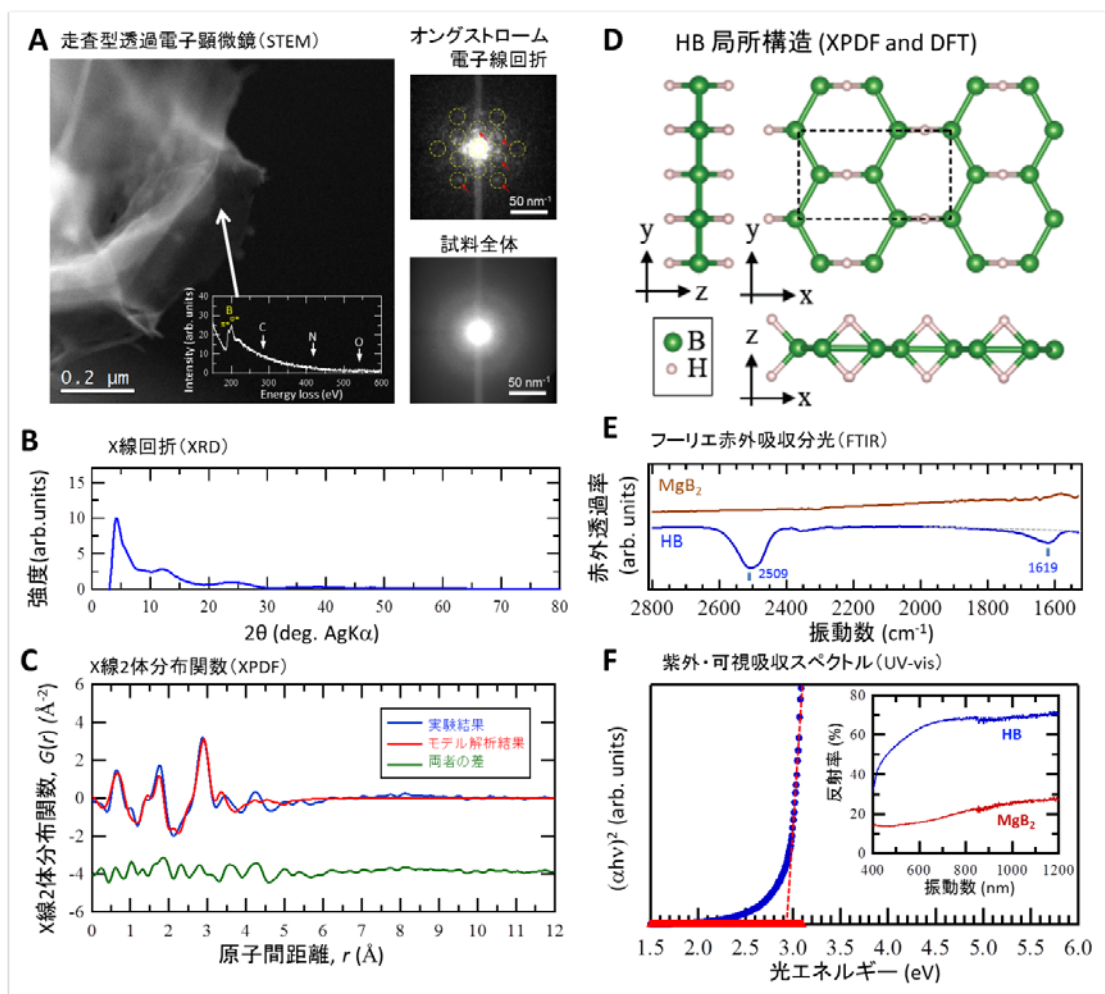 A 走査型透過電子顕微鏡(STEM)
0.2 μm
Intensity (arb. units)
40
30
20
10
0
B
π*
σ*
C
N
O
200
300
400
500
600
Energy loss (eV)
オングストローム
電子線回折
50 nm⁻¹
試料全体
50 nm⁻¹
D HB 局所構造 (XPDF and DFT)
y
z
y
x
B
H
z
x
B X線回折(XRD)
強度(arb.units)
15
10
5
0
0 10 20 30 40 50 60 70 80
2θ (deg. AgKα)
C X線2体分布関数(XPDF)
X線2体分布関数, G(r) (Å⁻²)
6
4
2
0
-2
-4
-6
実験結果
モデル解析結果
両者の差
0 1 2 3 4 5 6 7 8 9 10 11 12
原子間距離, r (Å)
E フーリエ赤外吸収分光(FTIR)
赤外透過率
(arb. units)
MgB₂
HB
2509
1619
2800 2600 2400 2200 2000 1800 1600
振動数 (cm⁻¹)
F 紫外・可視吸収スペクトル(UV-vis)
(αhν)² (arb. units)
1.5 2.0 2.5 3.0 3.5 4.0 4.5 5.0 5.5 6.0
光エネルギー (eV)
反射率 (%)
80
60
40
20
0
HB
MgB₂
400 600 800 1000 1200
振動数 (nm)